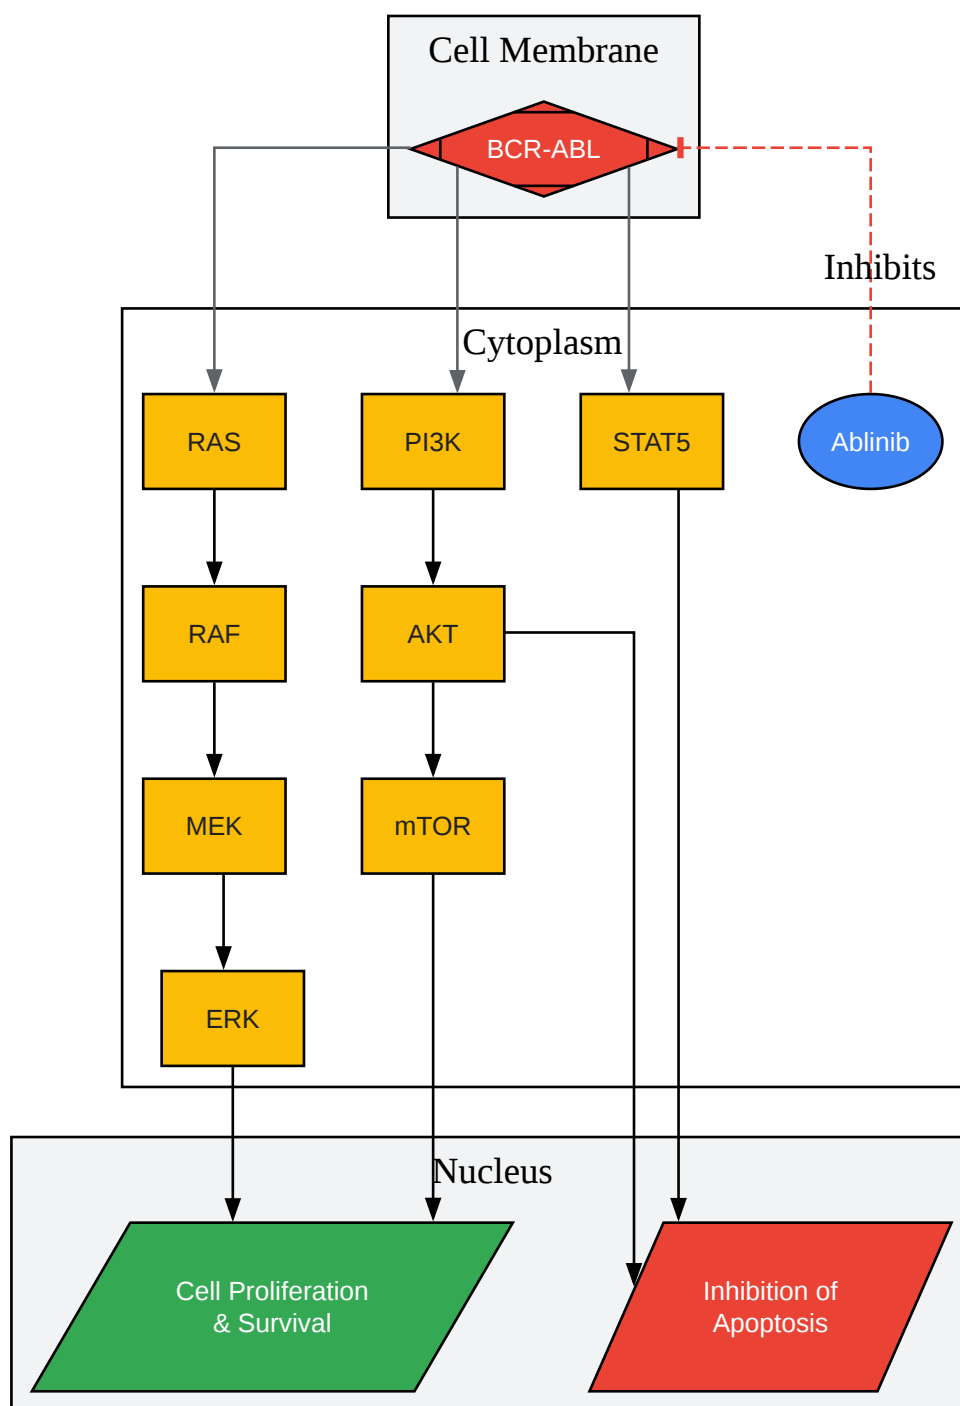 Cell Membrane
BCR-ABL
Inhibits
Cytoplasm
RAS
PI3K
STAT5
Ablinib
RAF
AKT
MEK
mTOR
ERK
Nucleus
Cell Proliferation
& Survival
Inhibition of
Apoptosis